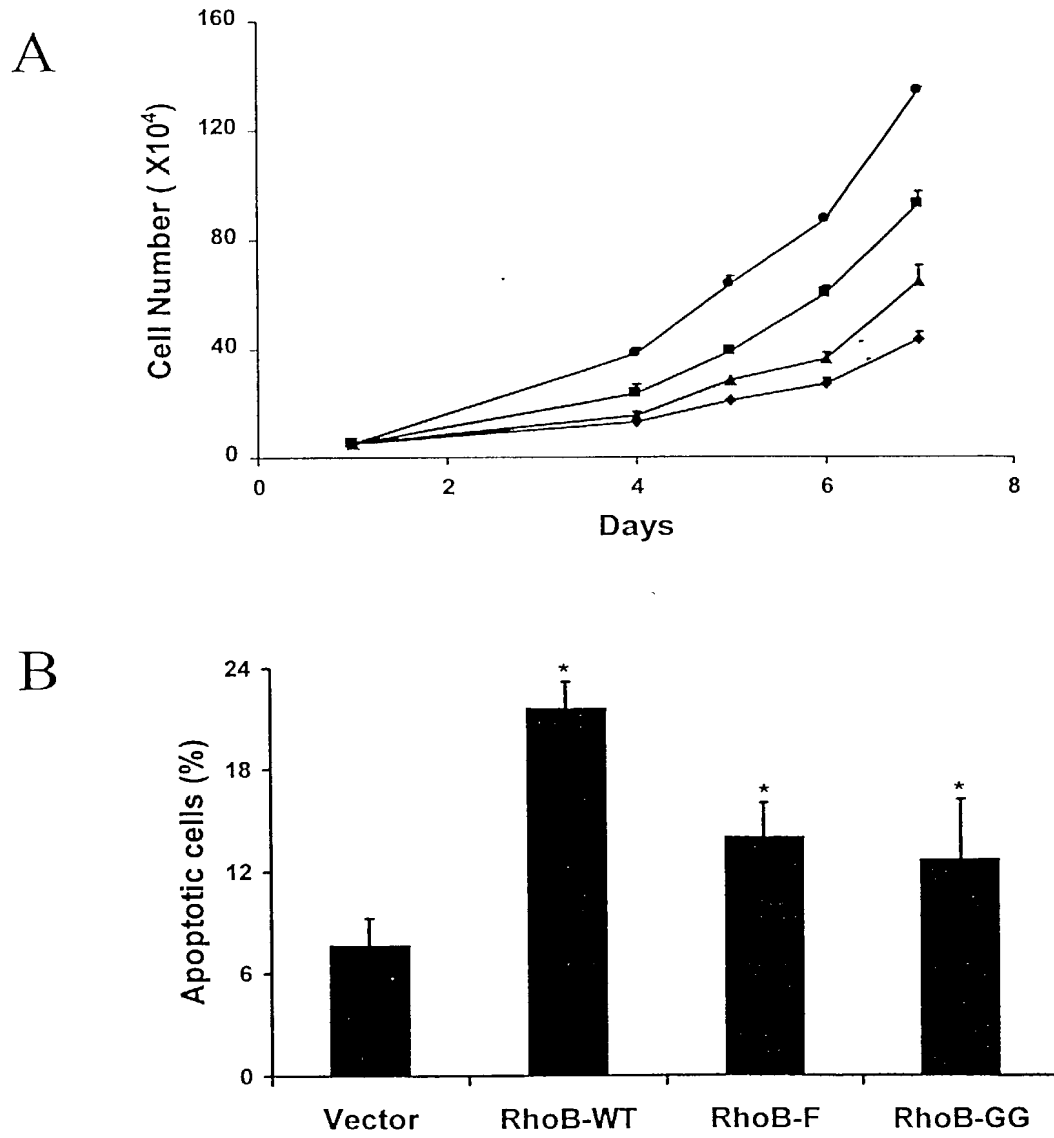 A
Cell Number ( X10⁴)
160
120
80
40
0
0 2 4 6 8
Days
B
Apoptotic cells (%)
24
18
12
6
0
* * *
Vector RhoB-WT RhoB-F RhoB-GG